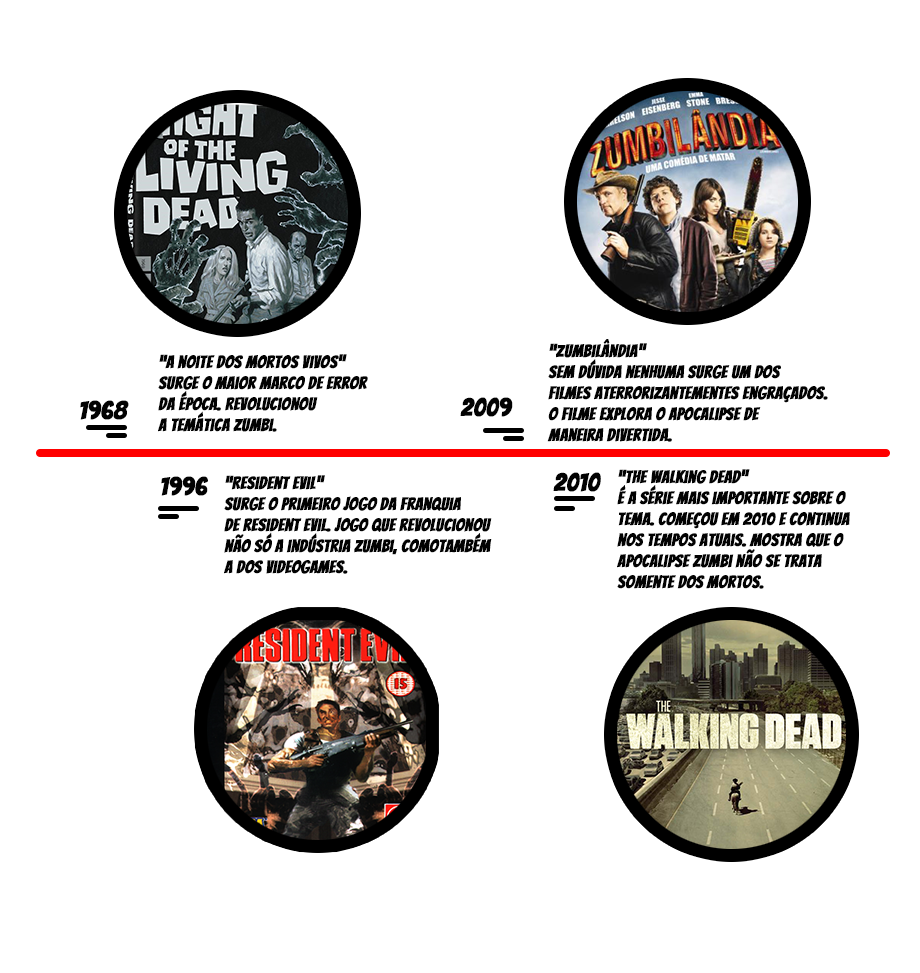 NIGHT
OF THE
LIVING
DEAD
"A NOITE DOS MORTOS VIVOS"
SURGE O MAIOR MARCO DE ERROR
DA ÉPOCA. REVOLUCIONOU
A TEMÁTICA ZUMBI.
1968
JESSE EISENBERG
EMMA STONE
ZUMBILÂNDIA
UMA COMÉDIA DE MATAR
"ZUMBILÂNDIA"
SEM DÚVIDA NENHUMA SURGE UM DOS
FILMES ATERRORIZANTEMENTES ENGRAÇADOS.
O FILME EXPLORA O APOCALIPSE DE
MANEIRA DIVERTIDA.
2009
1996
"RESIDENT EVIL"
SURGE O PRIMEIRO JOGO DA FRANQUIA
DE RESIDENT EVIL. JOGO QUE REVOLUCIONOU
NÃO SÓ A INDÚSTRIA ZUMBI, COMOTAMBÉM
A DOS VIDEOGAMES.
2010
"THE WALKING DEAD"
É A SÉRIE MAIS IMPORTANTE SOBRE O
TEMA. COMEÇOU EM 2010 E CONTINUA
NOS TEMPOS ATUAIS. MOSTRA QUE O
APOCALIPSE ZUMBI NÃO SE TRATA
SOMENTE DOS MORTOS.
RESIDENT EVIL
15
THE
WALKING DEAD